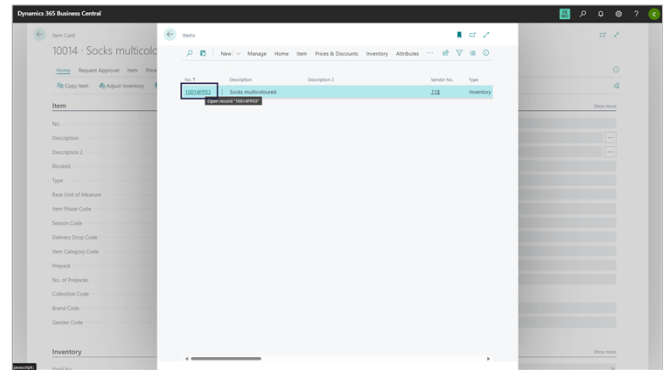 Dynamics 365 Business Central
Item Card
10014 · Socks multicolo
Home Request Approval Item Price
Copy Item Adjust Inventory
Item
Show more
No.
Description
Description 2
Blocked
Type
Base Unit of Measure
Item Phase Code
Season Code
Delivery Drop Code
Item Category Code
Prepack
No. of Prepacks
Collection Code
Brand Code
Gender Code
Inventory
Show more
Items
New Manage Home Item Prices & Discounts Inventory Attributes
No. ↑ Description Description 2 Vendor No. Type
10014PP03 Socks multicoloured Inventory
Open record "10014PP03"